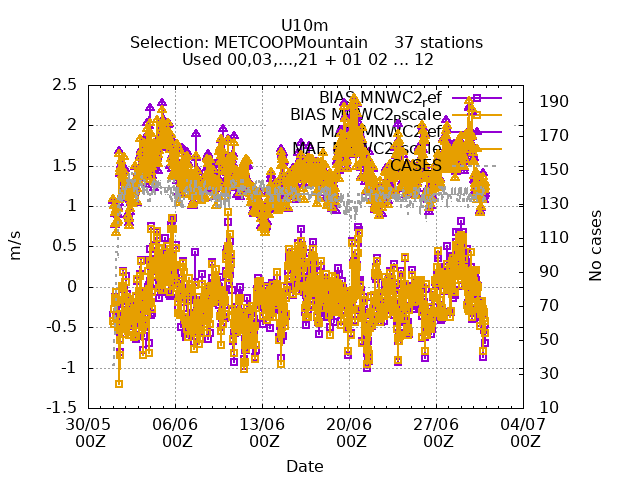 U10m
Selection: METCOOPMountain 37 stations
Used 00,03,...,21 + 01 02 ... 12
BIAS MNWC2_ref
BIAS MNWC2_scale
CASES
m/s
No cases
2.5
2
1.5
1
0.5
0
-0.5
-1
-1.5
190
170
150
130
110
90
70
50
30
10
30/05 06/06 13/06 20/06 27/06 04/07
00Z 00Z 00Z 00Z 00Z 00Z
Date